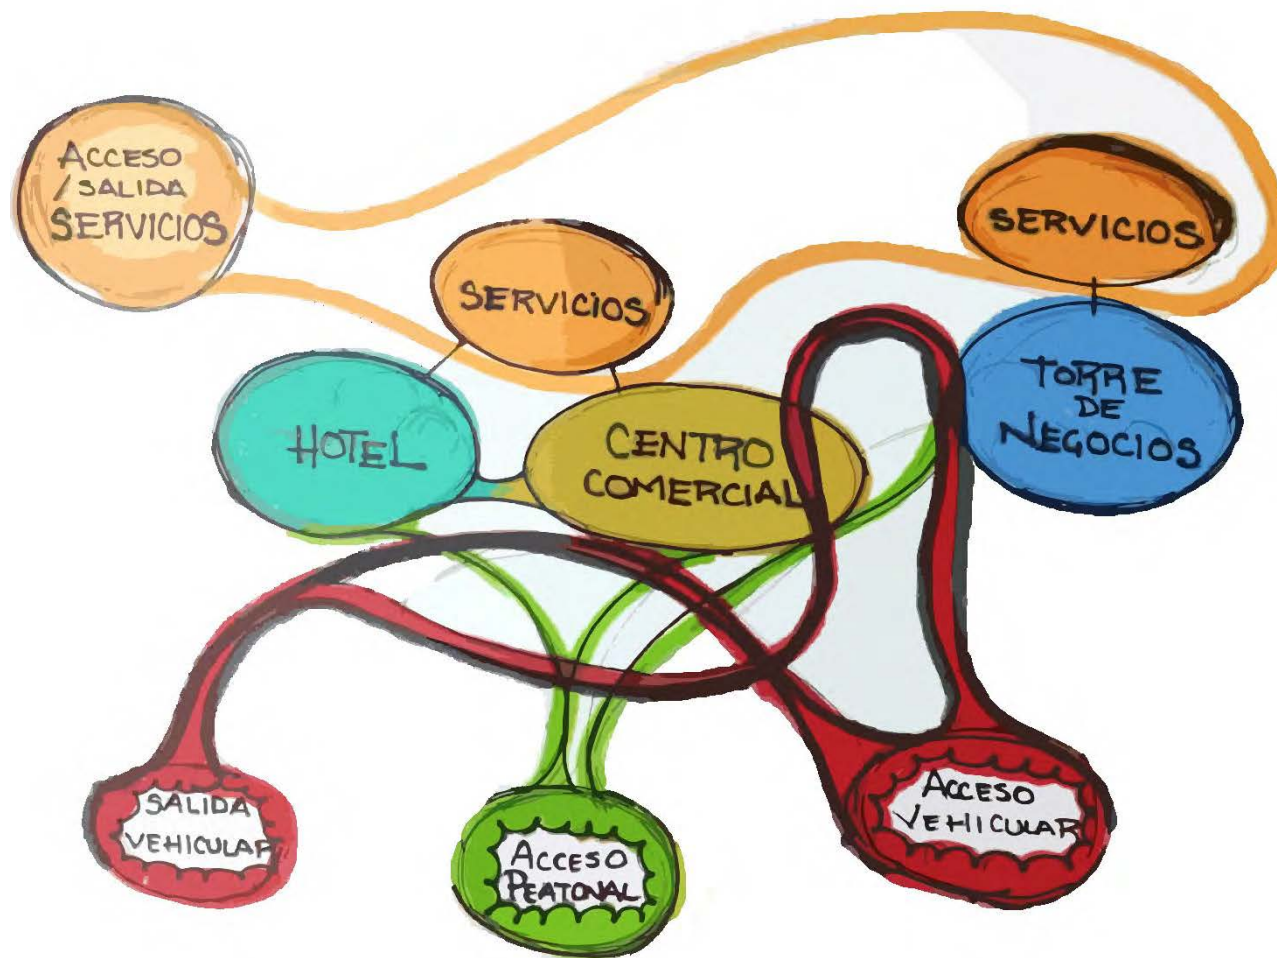 ACCESO
/SALIDA
SERVICIOS
SERVICIOS
SERVICIOS
HOTEL
CENTRO
COMERCIAL
TORRE
DE
NEGOCIOS
SALIDA
VEHICULAR
ACCESO
PEATONAL
ACCESO
VEHICULAR